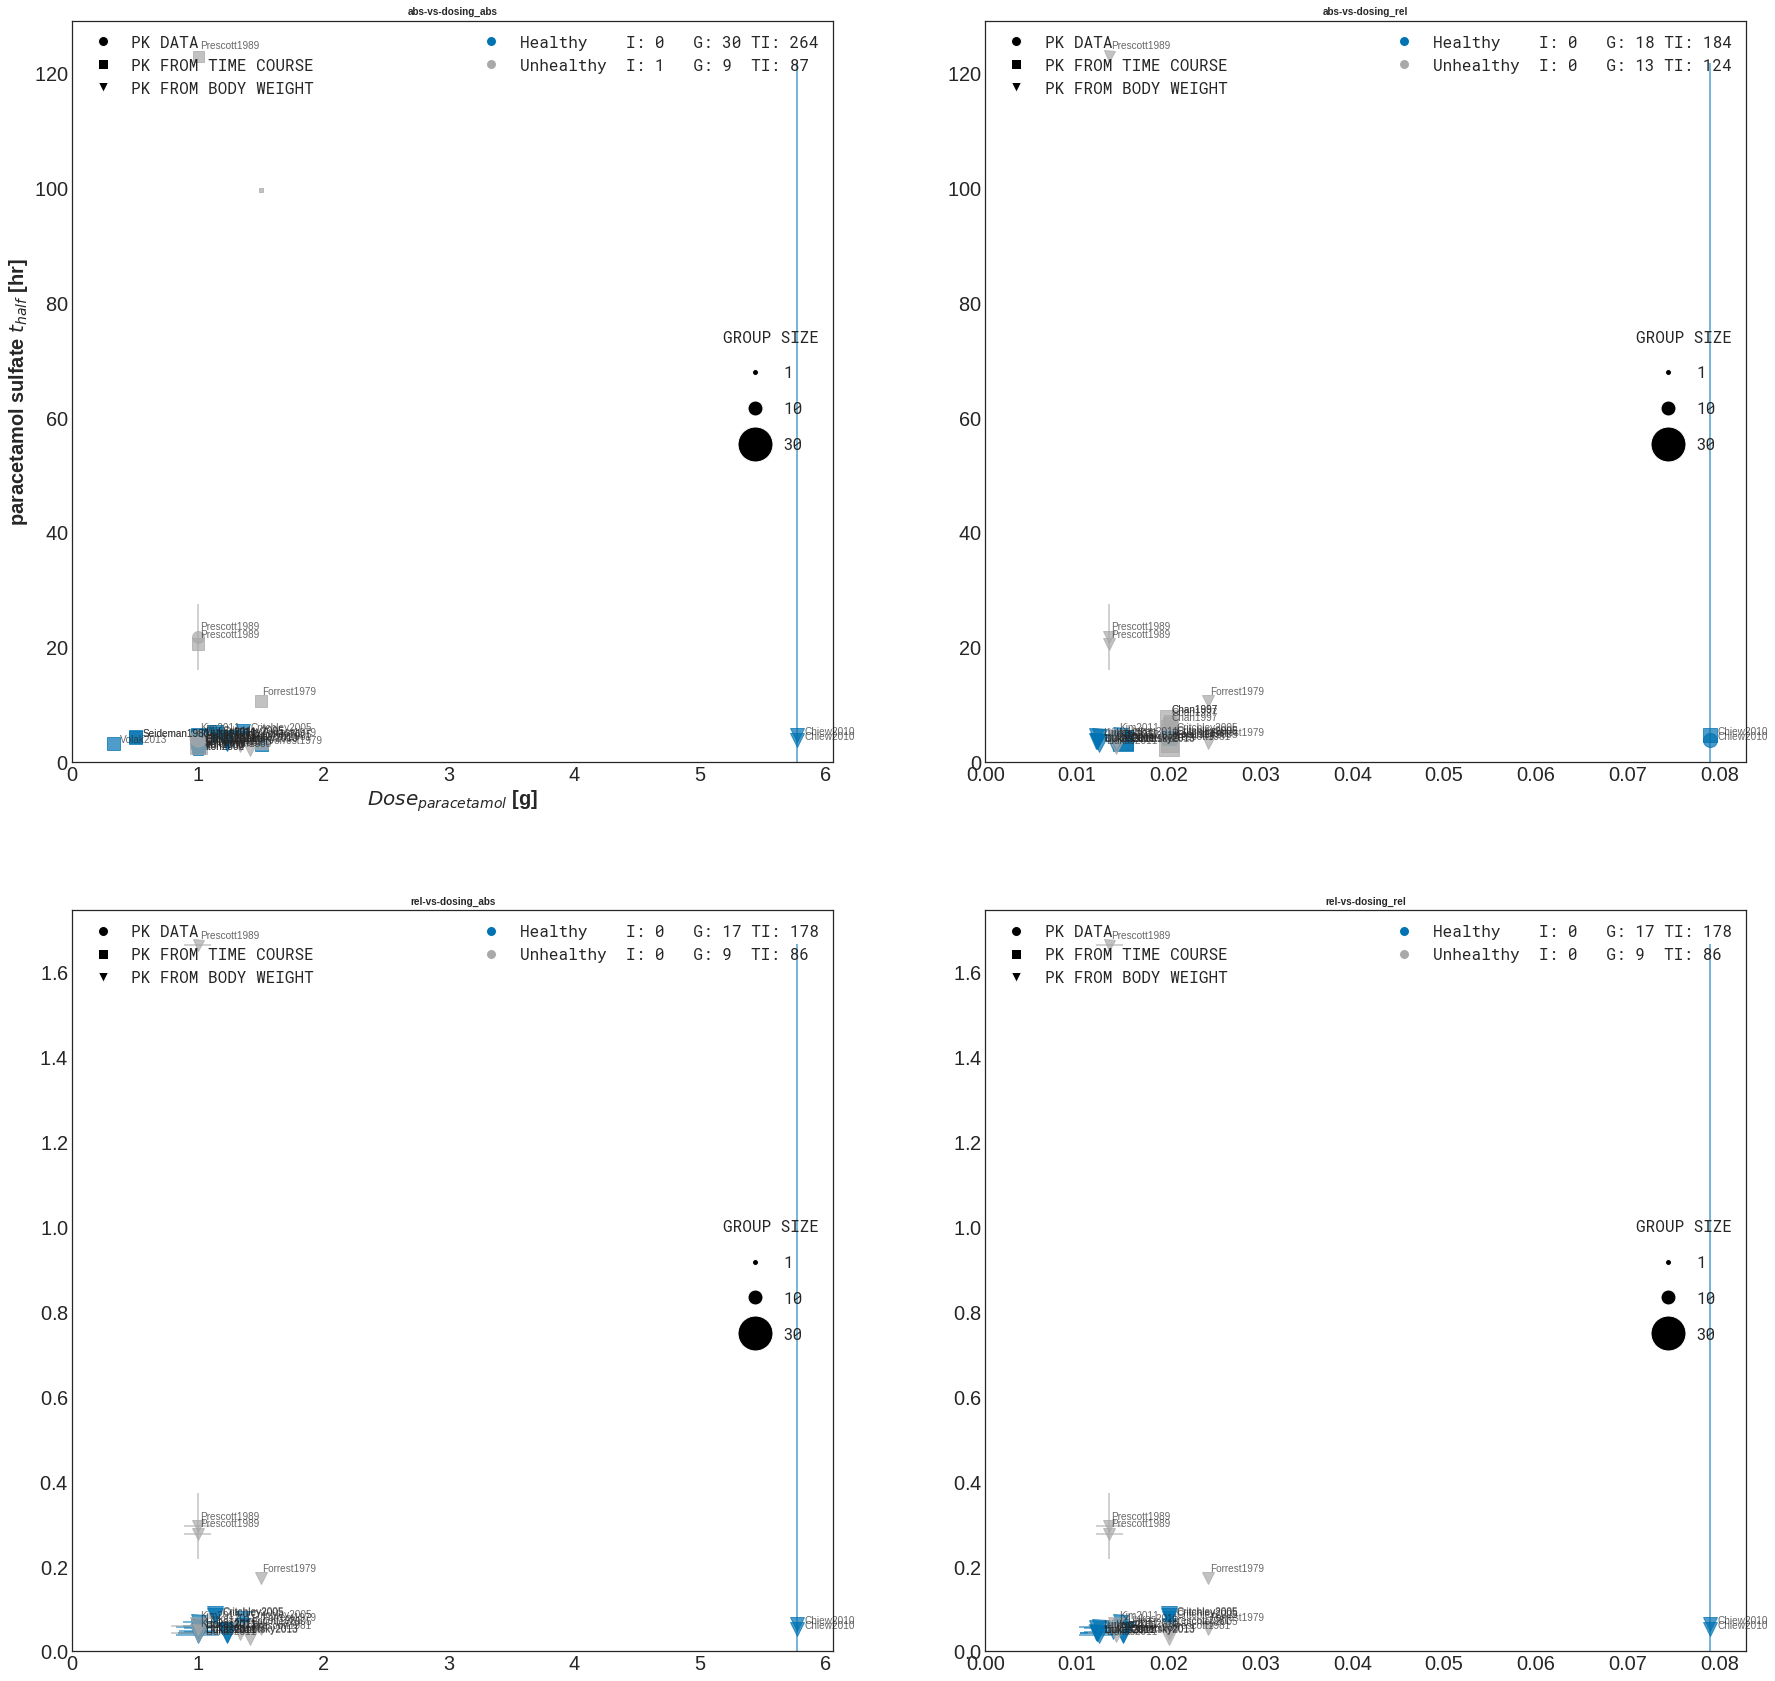 abs-vs-dosing_abs
PK DATA
PK FROM TIME COURSE
PK FROM BODY WEIGHT
Healthy I: 0 G: 30 TI: 264
Unhealthy I: 1 G: 9 TI: 87
Prescott1989
120
100
80
60
40
20
0
paracetamol sulfate t_half [hr]
GROUP SIZE
1
10
30
Prescott1989
Prescott1989
Forrest1979
Kim2011
Critchley2005
Seideman1980
Volak2013
Chiew2010
Chiew2010
0 1 2 3 4 5 6
Dose_paracetamol [g]
abs-vs-dosing_rel
PK DATA
PK FROM TIME COURSE
PK FROM BODY WEIGHT
Healthy I: 0 G: 18 TI: 184
Unhealthy I: 0 G: 13 TI: 124
Prescott1989
120
100
80
60
40
20
0
GROUP SIZE
1
10
30
Prescott1989
Prescott1989
Forrest1979
Chan1997
Chan1997
Chan1997
Kim2011
Critchley2005
Chiew2010
Chiew2010
0.00 0.01 0.02 0.03 0.04 0.05 0.06 0.07 0.08
rel-vs-dosing_abs
PK DATA
PK FROM TIME COURSE
PK FROM BODY WEIGHT
Healthy I: 0 G: 17 TI: 178
Unhealthy I: 0 G: 9 TI: 86
Prescott1989
1.6
1.4
1.2
1.0
0.8
0.6
0.4
0.2
0.0
GROUP SIZE
1
10
30
Prescott1989
Prescott1989
Forrest1979
Critchley2005
Chiew2010
Chiew2010
0 1 2 3 4 5 6
rel-vs-dosing_rel
PK DATA
PK FROM TIME COURSE
PK FROM BODY WEIGHT
Healthy I: 0 G: 17 TI: 178
Unhealthy I: 0 G: 9 TI: 86
Prescott1989
1.6
1.4
1.2
1.0
0.8
0.6
0.4
0.2
0.0
GROUP SIZE
1
10
30
Prescott1989
Prescott1989
Forrest1979
Kim2011
Critchley2005
Critchley2005
Chiew2010
Chiew2010
0.00 0.01 0.02 0.03 0.04 0.05 0.06 0.07 0.08